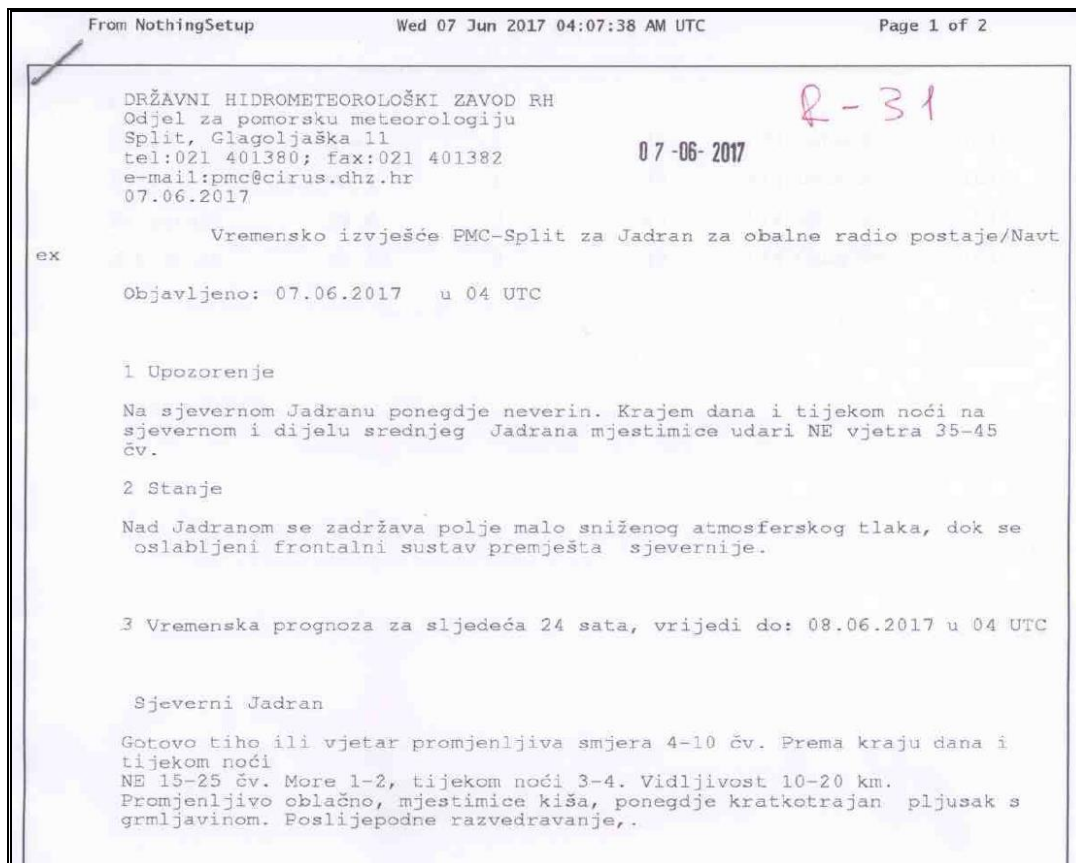 From NothingSetup Wed 07 Jun 2017 04:07:38 AM UTC Page 1 of 2
R-31
DRŽAVNI HIDROMETEOROLOŠKI ZAVOD RH
Odjel za pomorsku meteorologiju
Split, Glagoljaška 11
tel:021 401380; fax:021 401382
07-06-2017
e-mail:pmc@cirus.dhz.hr
07.06.2017
Vremensko izvješće PMC-Split za Jadran za obalne radio postaje/Navt
ex
Objavljeno: 07.06.2017 u 04 UTC
1 Upozorenje
Na sjevernom Jadranu ponegdje neverin. Krajem dana i tijekom noći na
sjevernom i dijelu srednjeg Jadrana mjestimice udari NE vjetra 35-45
čv.
2 Stanje
Nad Jadranom se zadržava polje malo sniženog atmosferskog tlaka, dok se
oslabljeni frontalni sustav premješta sjevernije.
3 Vremenska prognoza za sljedeća 24 sata, vrijedi do: 08.06.2017 u 04 UTC
Sjeverni Jadran
Gotovo tiho ili vjetar promjenljiva smjera 4-10 čv. Prema kraju dana i
tijekom noći
NE 15-25 čv. More 1-2, tijekom noći 3-4. Vidljivost 10-20 km.
Promjenljivo oblačno, mjestimice kiša, ponegdje kratkotrajan pljusak s
grmljavinom. Poslijepodne razvedravanje,.